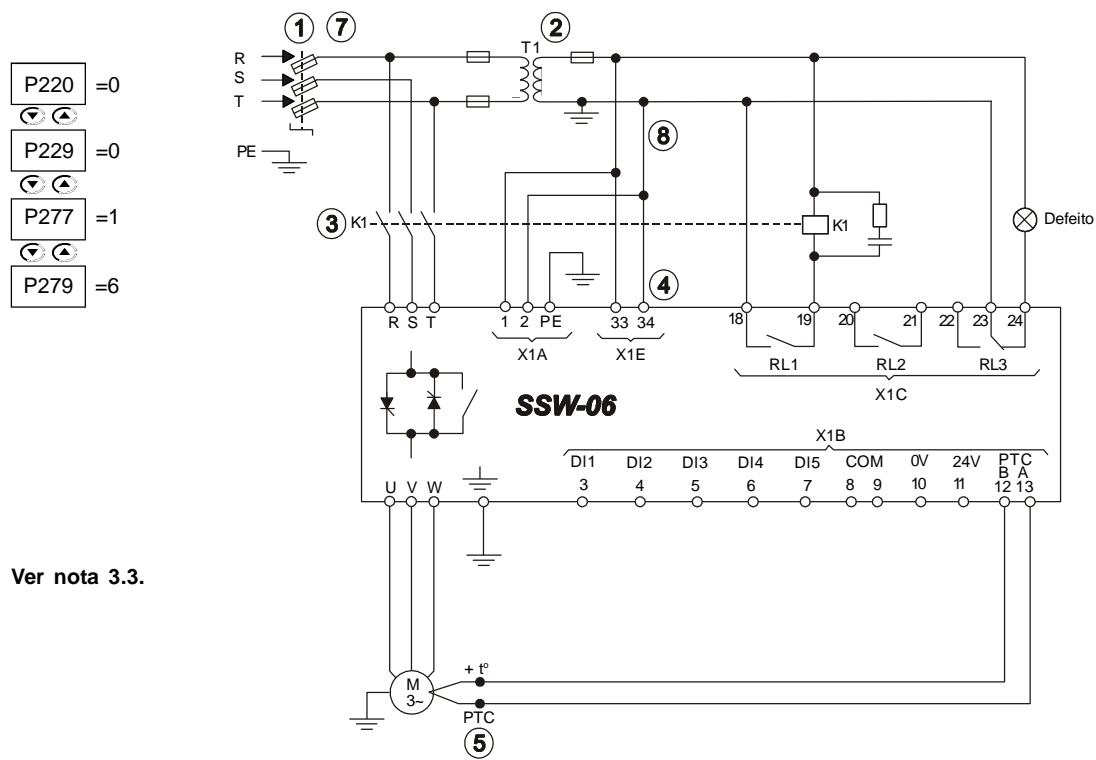 P220 =0
P229 =0
P277 =1
P279 =6
Ver nota 3.3.
1 7 2
T1
R
S
T
PE
8
3 K1
K1
Defeito
4
R S T 1 2 PE 33 34 18 19 20 21 22 23 24
X1A X1E RL1 RL2 RL3
X1C
SSW-06
X1B
DI1 DI2 DI3 DI4 DI5 COM 0V 24V PTC
B A
3 4 5 6 7 8 9 10 11 12 13
U V W
M
3~
+ tº
PTC
5